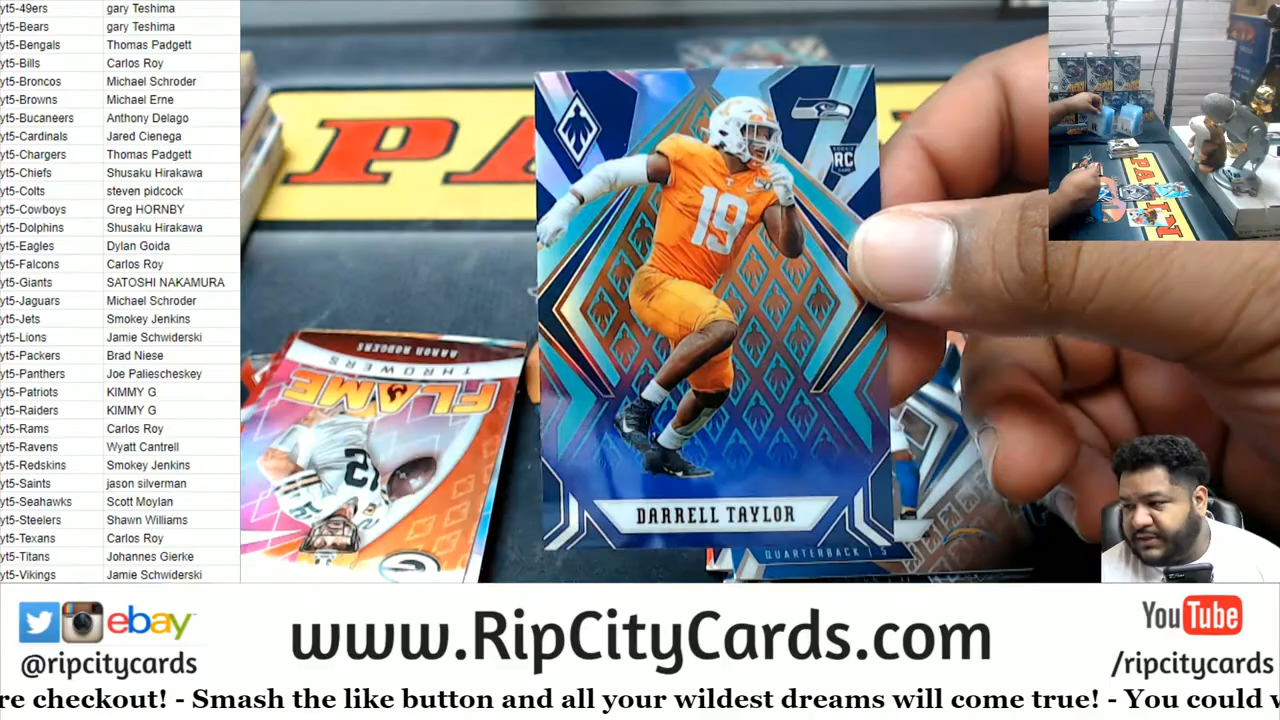 yt5-49ers gary Teshima
yt5-Bears gary Teshima
yt5-Bengals Thomas Padgett
yt5-Bills Carlos Roy
yt5-Broncos Michael Schroder
yt5-Browns Michael Erne
yt5-Bucaneers Anthony Delago
yt5-Cardinals Jared Cienega
yt5-Chargers Thomas Padgett
yt5-Chiefs Shusaku Hirakawa
yt5-Colts steven pidcock
yt5-Cowboys Greg HORNBY
yt5-Dolphins Shusaku Hirakawa
yt5-Eagles Dylan Goida
yt5-Falcons Carlos Roy
yt5-Giants SATOSHI NAKAMURA
yt5-Jaguars Michael Schroder
yt5-Jets Smokey Jenkins
yt5-Lions Jamie Schwiderski
yt5-Packers Brad Niese
yt5-Panthers Joe Paliescheskey
yt5-Patriots KIMMY G
yt5-Raiders KIMMY G
yt5-Rams Carlos Roy
yt5-Ravens Wyatt Cantrell
yt5-Redskins Smokey Jenkins
yt5-Saints jason silverman
yt5-Seahawks Scott Moylan
yt5-Steelers Shawn Williams
yt5-Texans Carlos Roy
yt5-Titans Johannes Gierke
yt5-Vikings Jamie Schwiderski
PA
RC
19
DARRELL TAYLOR
QUARTERBACK
AARON RODGERS
THROWERS
FLAME
12
ebay
@ripcitycards
www.RipCityCards.com
YouTube
/ripcitycards
re checkout! - Smash the like button and all your wildest dreams will come true! - You could